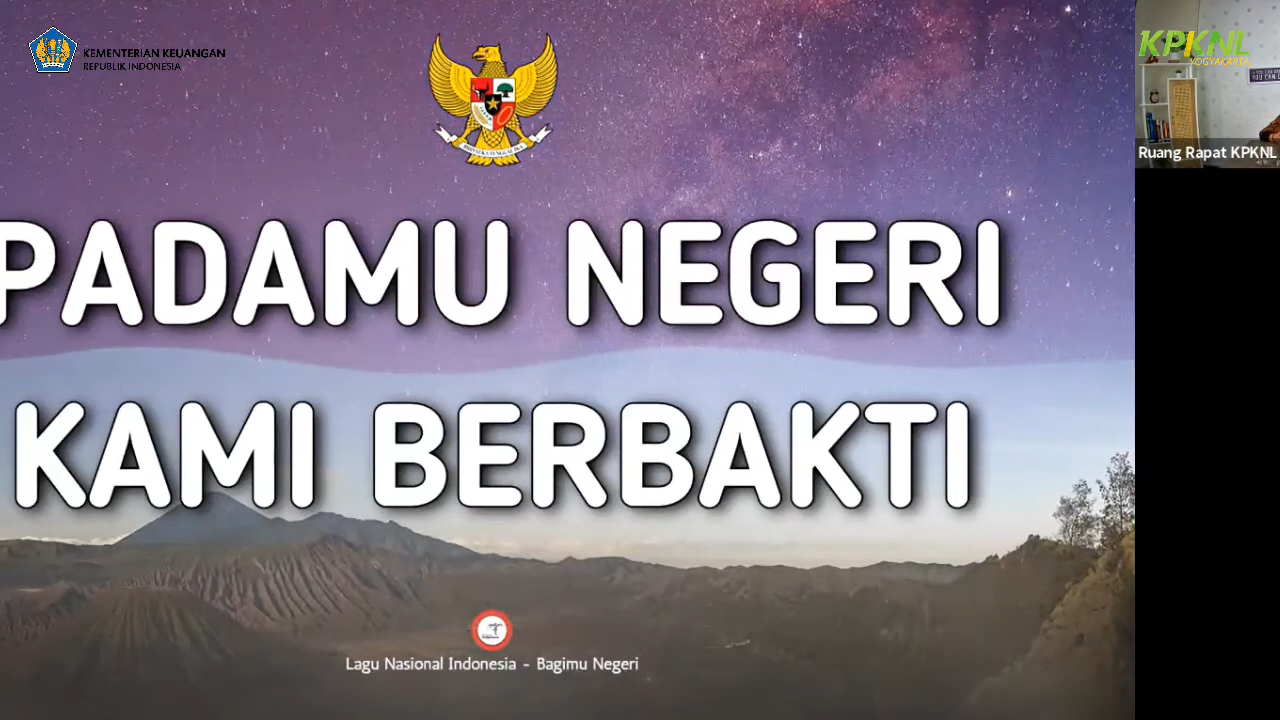 KEMENTERIAN KEUANGAN
REPUBLIK INDONESIA
KPKNL
YOGYAKARTA
Ruang Rapat KPKNL
PADAMU NEGERI
KAMI BERBAKTI
Lagu Nasional Indonesia - Bagimu Negeri